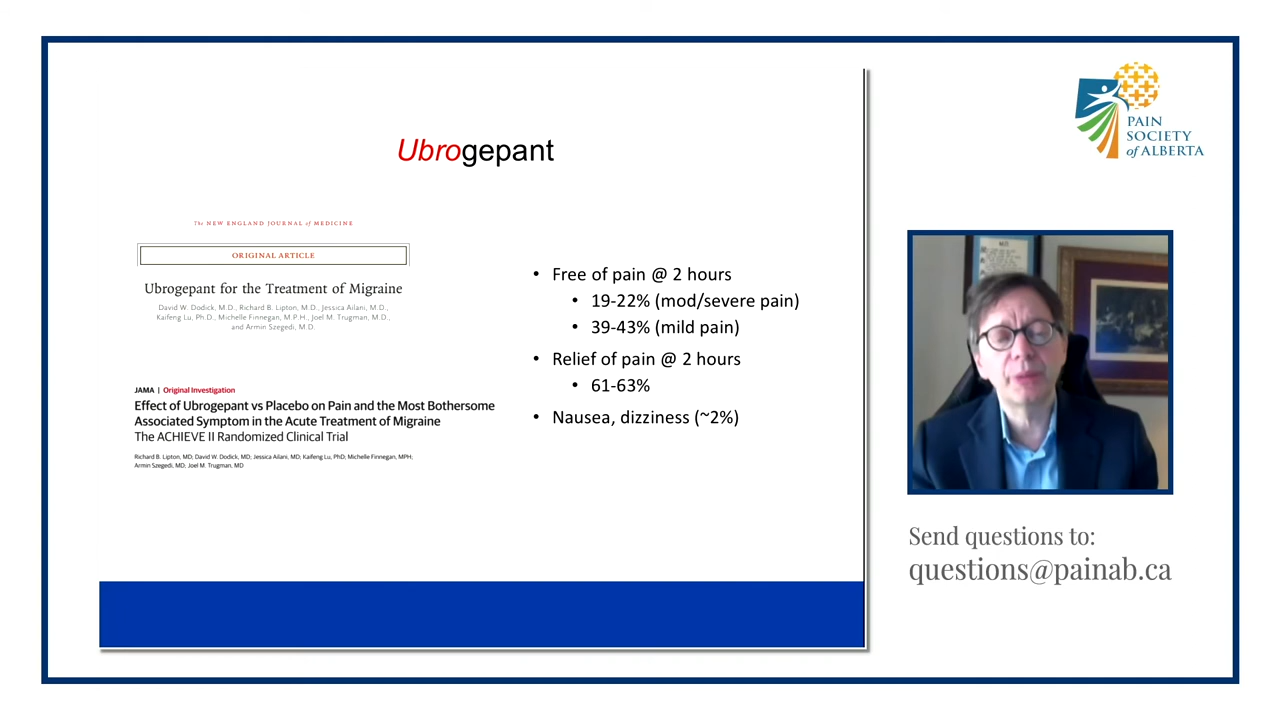 Ubrogepant
The NEW ENGLAND JOURNAL of MEDICINE
ORIGINAL ARTICLE
Ubrogepant for the Treatment of Migraine
David W. Dodick, M.D., Richard B. Lipton, M.D., Jessica Ailani, M.D.,
Kaifeng Lu, Ph.D., Michelle Finnegan, M.P.H., Joel M. Trugman, M.D.,
and Armin Szegedi, M.D.
JAMA | Original Investigation
Effect of Ubrogepant vs Placebo on Pain and the Most Bothersome
Associated Symptom in the Acute Treatment of Migraine
The ACHIEVE II Randomized Clinical Trial
Richard B. Lipton, MD; David W. Dodick, MD; Jessica Ailani, MD; Kaifeng Lu, PhD; Michelle Finnegan, MPH;
Armin Szegedi, MD; Joel M. Trugman, MD
• Free of pain @ 2 hours
• 19-22% (mod/severe pain)
• 39-43% (mild pain)
• Relief of pain @ 2 hours
• 61-63%
• Nausea, dizziness (~2%)
PAIN
SOCIETY
of ALBERTA
Send questions to:
questions@painab.ca